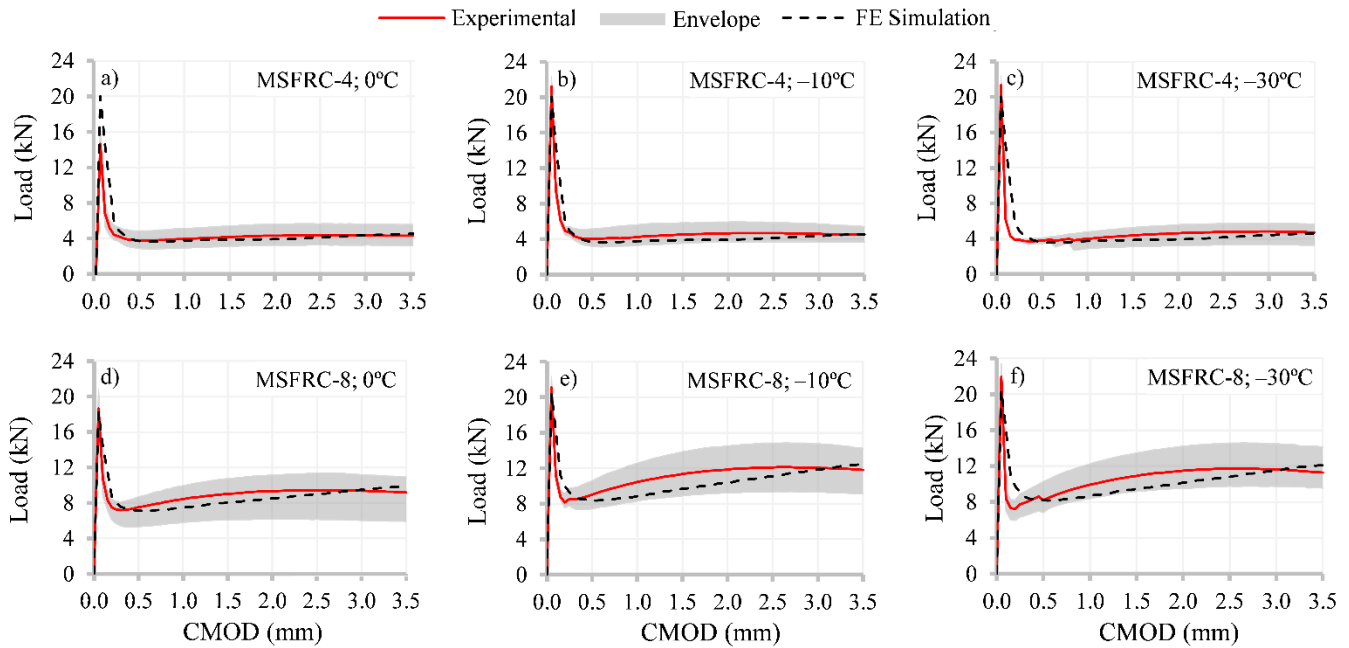 Experimental Envelope FE Simulation
a) MSFRC-4; 0ºC
24
20
16
12
8
4
0
Load (kN)
0.0 0.5 1.0 1.5 2.0 2.5 3.0 3.5
b) MSFRC-4; –10ºC
24
20
16
12
8
4
0
Load (kN)
0.0 0.5 1.0 1.5 2.0 2.5 3.0 3.5
c) MSFRC-4; –30ºC
24
20
16
12
8
4
0
Load (kN)
0.0 0.5 1.0 1.5 2.0 2.5 3.0 3.5
d) MSFRC-8; 0ºC
24
20
16
12
8
4
0
Load (kN)
0.0 0.5 1.0 1.5 2.0 2.5 3.0 3.5
CMOD (mm)
e) MSFRC-8; –10ºC
24
20
16
12
8
4
0
Load (kN)
0.0 0.5 1.0 1.5 2.0 2.5 3.0 3.5
CMOD (mm)
f) MSFRC-8; –30ºC
24
20
16
12
8
4
0
Load (kN)
0.0 0.5 1.0 1.5 2.0 2.5 3.0 3.5
CMOD (mm)